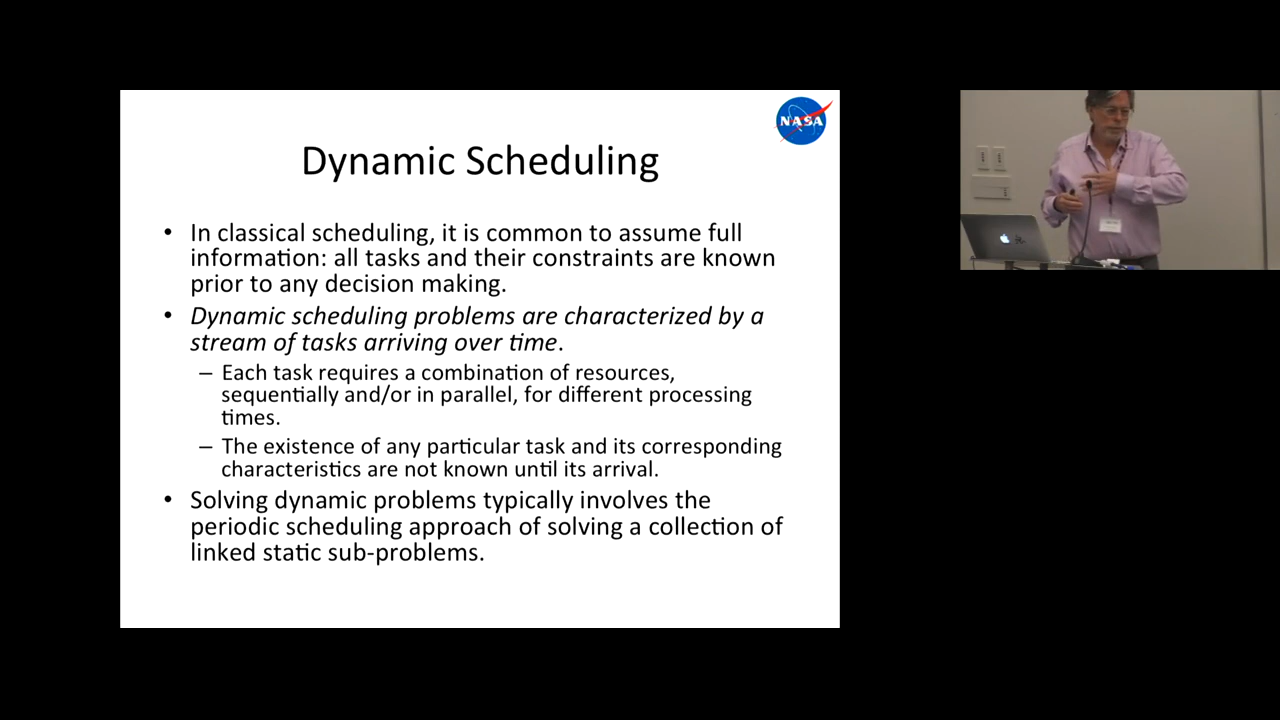 NASA
Dynamic Scheduling
• In classical scheduling, it is common to assume full
information: all tasks and their constraints are known
prior to any decision making.
• Dynamic scheduling problems are characterized by a
stream of tasks arriving over time.
– Each task requires a combination of resources,
sequentially and/or in parallel, for different processing
times.
– The existence of any particular task and its corresponding
characteristics are not known until its arrival.
• Solving dynamic problems typically involves the
periodic scheduling approach of solving a collection of
linked static sub-problems.